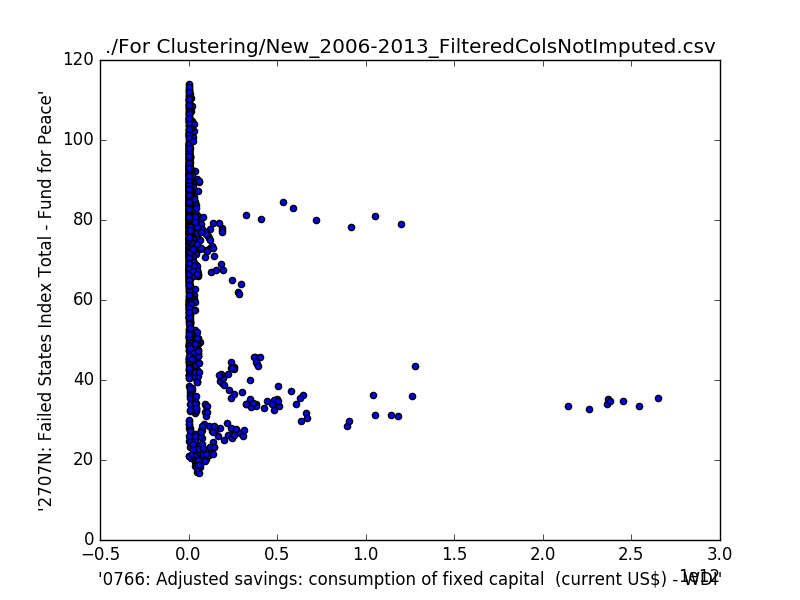 ./For Clustering/New_2006-2013_FilteredColsNotImputed.csv
120
100
80
60
40
20
0
'2707N: Failed States Index Total - Fund for Peace'
−0.5 0.0 0.5 1.0 1.5 2.0 2.5 3.0
1e12
'0766: Adjusted savings: consumption of fixed capital  (current US$) - WDI'